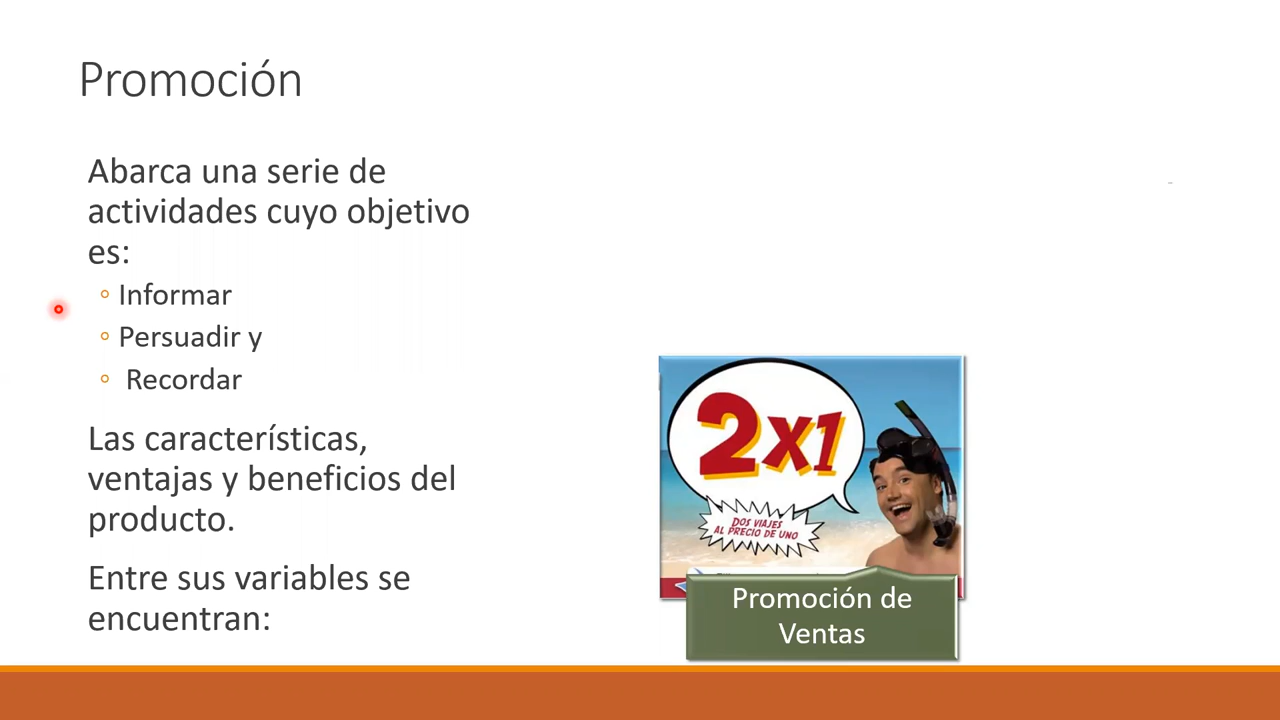 Promoción
Abarca una serie de
actividades cuyo objetivo
es:
Informar
Persuadir y
Recordar
Las características,
ventajas y beneficios del
producto.
Entre sus variables se
encuentran:
2x1
DOS VIAJES
AL PRECIO DE UNO
Promoción de
Ventas